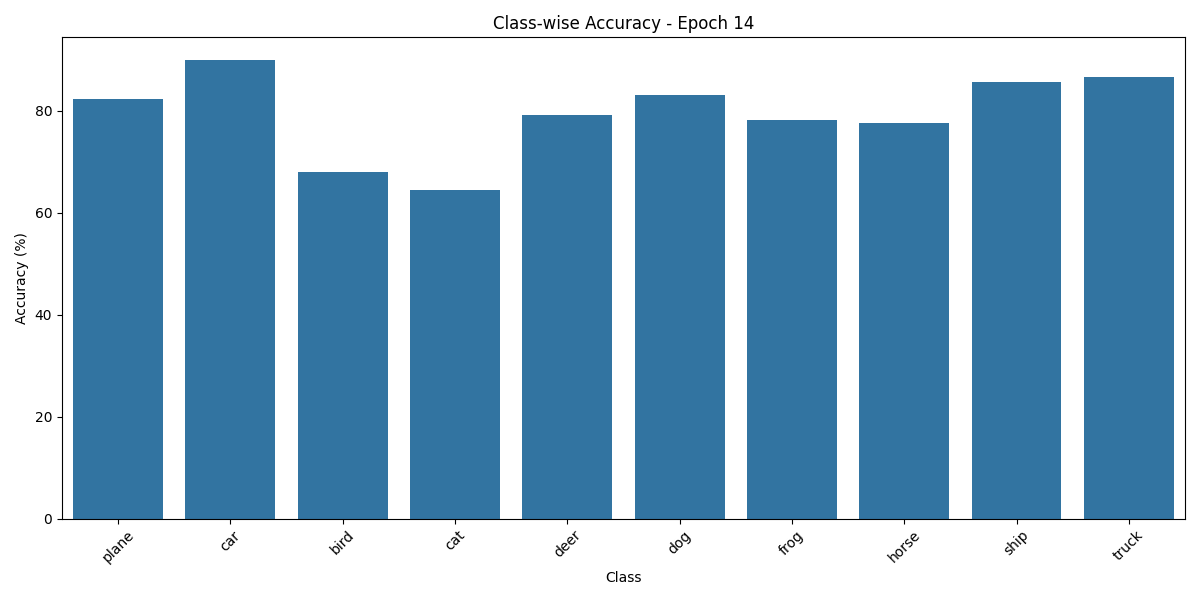 Class-wise Accuracy - Epoch 14
Accuracy (%)
80
60
40
20
0
plane
car
bird
cat
deer
dog
frog
horse
ship
truck
Class